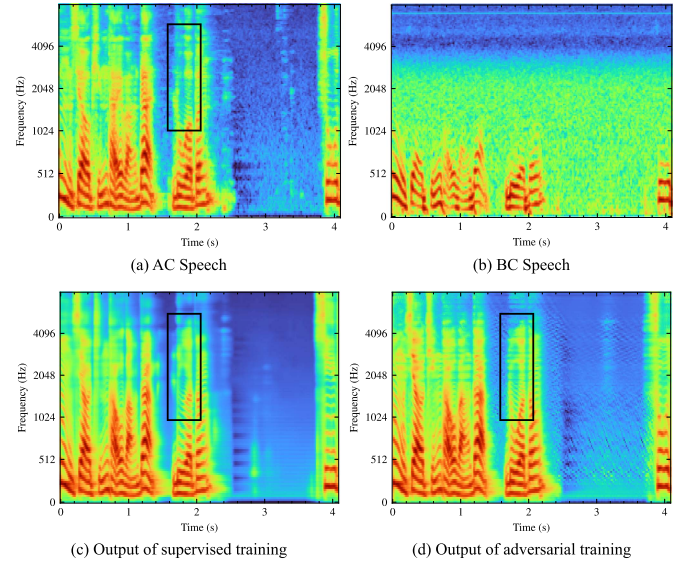 4096
2048
1024
512
0
Frequency (Hz)
0 1 2 3 4
Time (s)
(a) AC Speech
4096
2048
1024
512
0
Frequency (Hz)
0 1 2 3 4
Time (s)
(b) BC Speech
4096
2048
1024
512
0
Frequency (Hz)
0 1 2 3 4
Time (s)
(c) Output of supervised training
4096
2048
1024
512
0
Frequency (Hz)
0 1 2 3 4
Time (s)
(d) Output of adversarial training